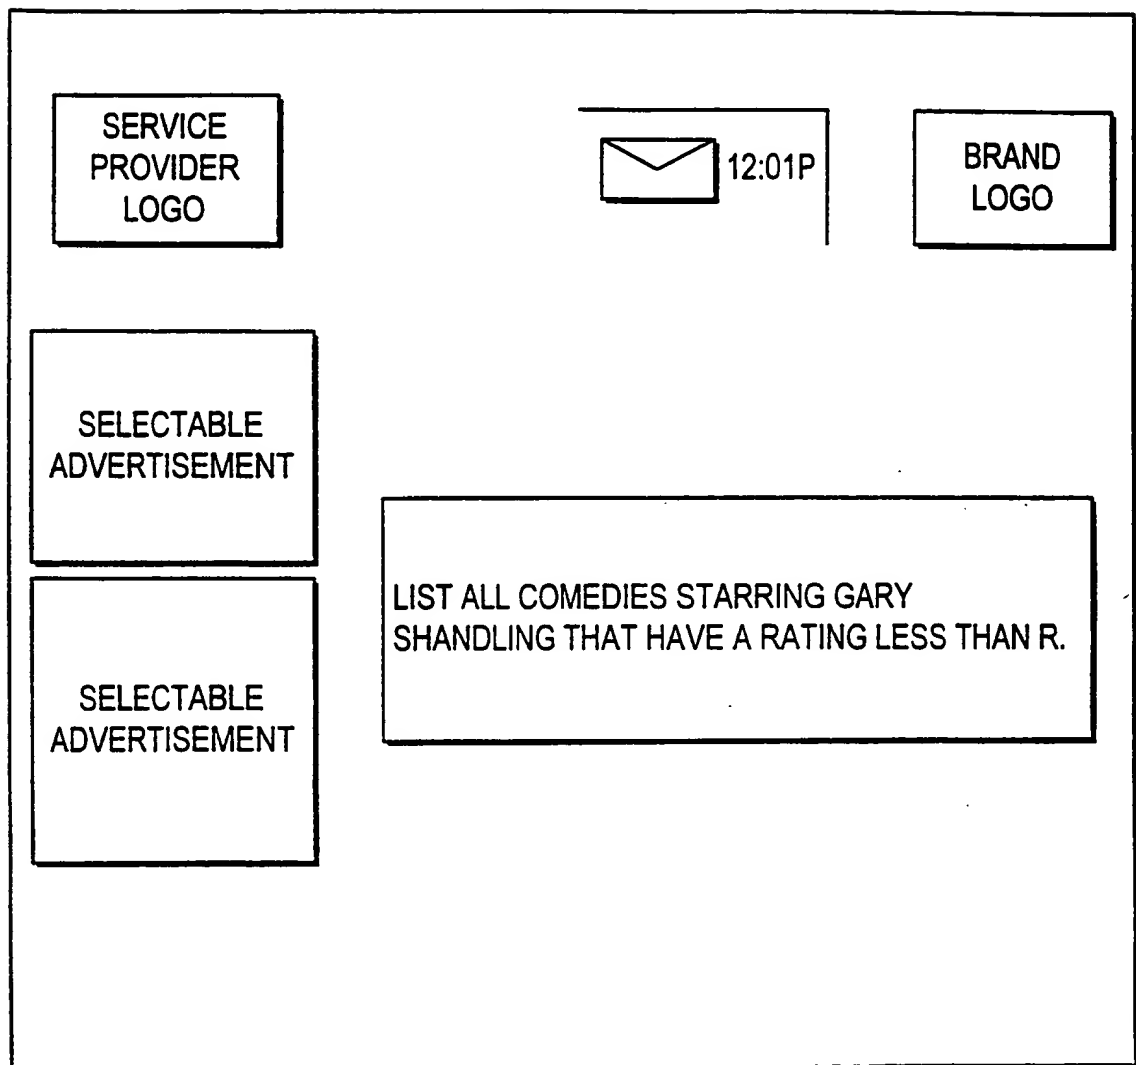 SERVICE
PROVIDER
LOGO
12:01P
BRAND
LOGO
SELECTABLE
ADVERTISEMENT
LIST ALL COMEDIES STARRING GARY
SHANDLING THAT HAVE A RATING LESS THAN R.
SELECTABLE
ADVERTISEMENT